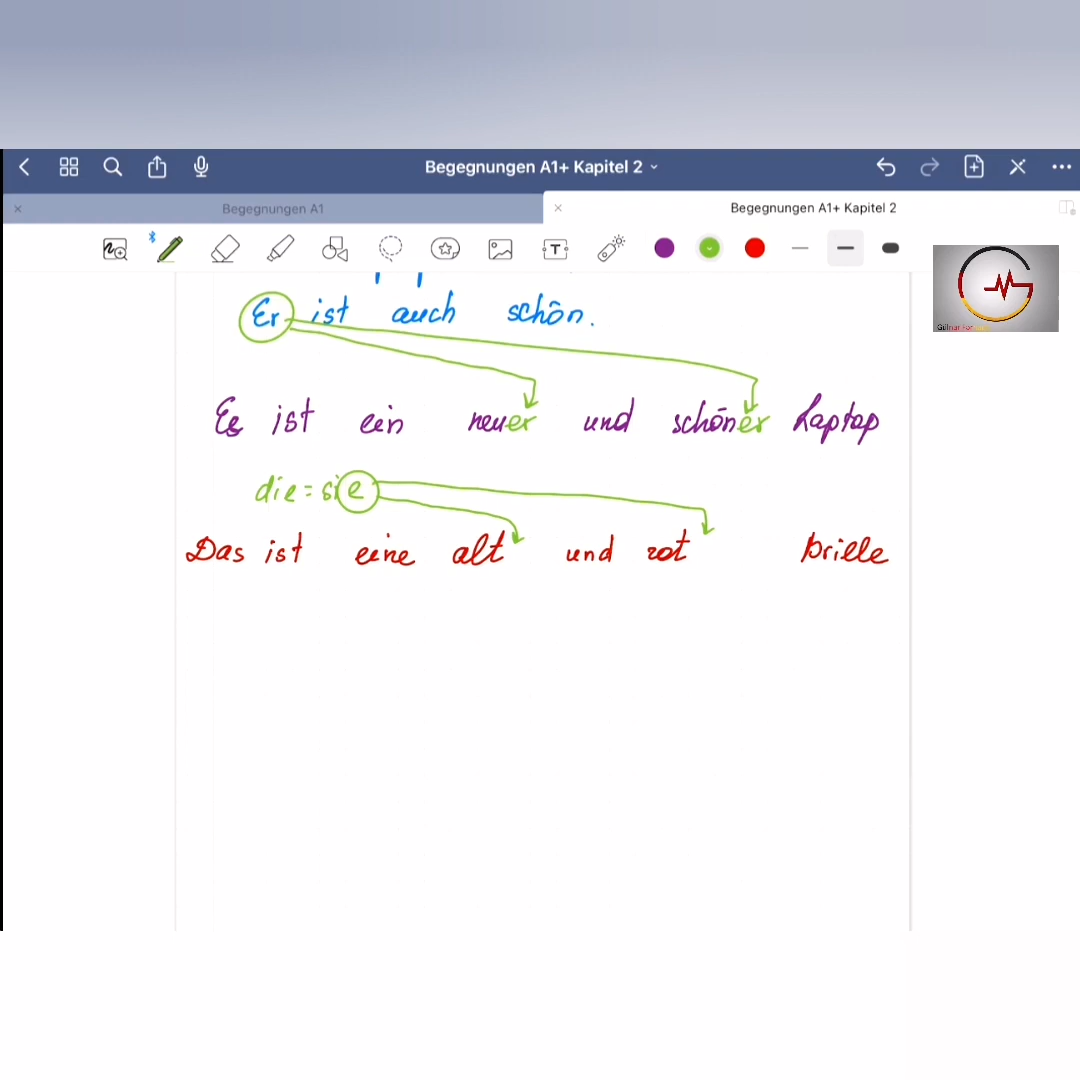 Begegnungen A1+ Kapitel 2
Begegnungen A1
Begegnungen A1+ Kapitel 2
T
Er ist auch schön.
Es ist ein neuer und schöner Laptop
die = sie
Das ist eine alt und rot Brille